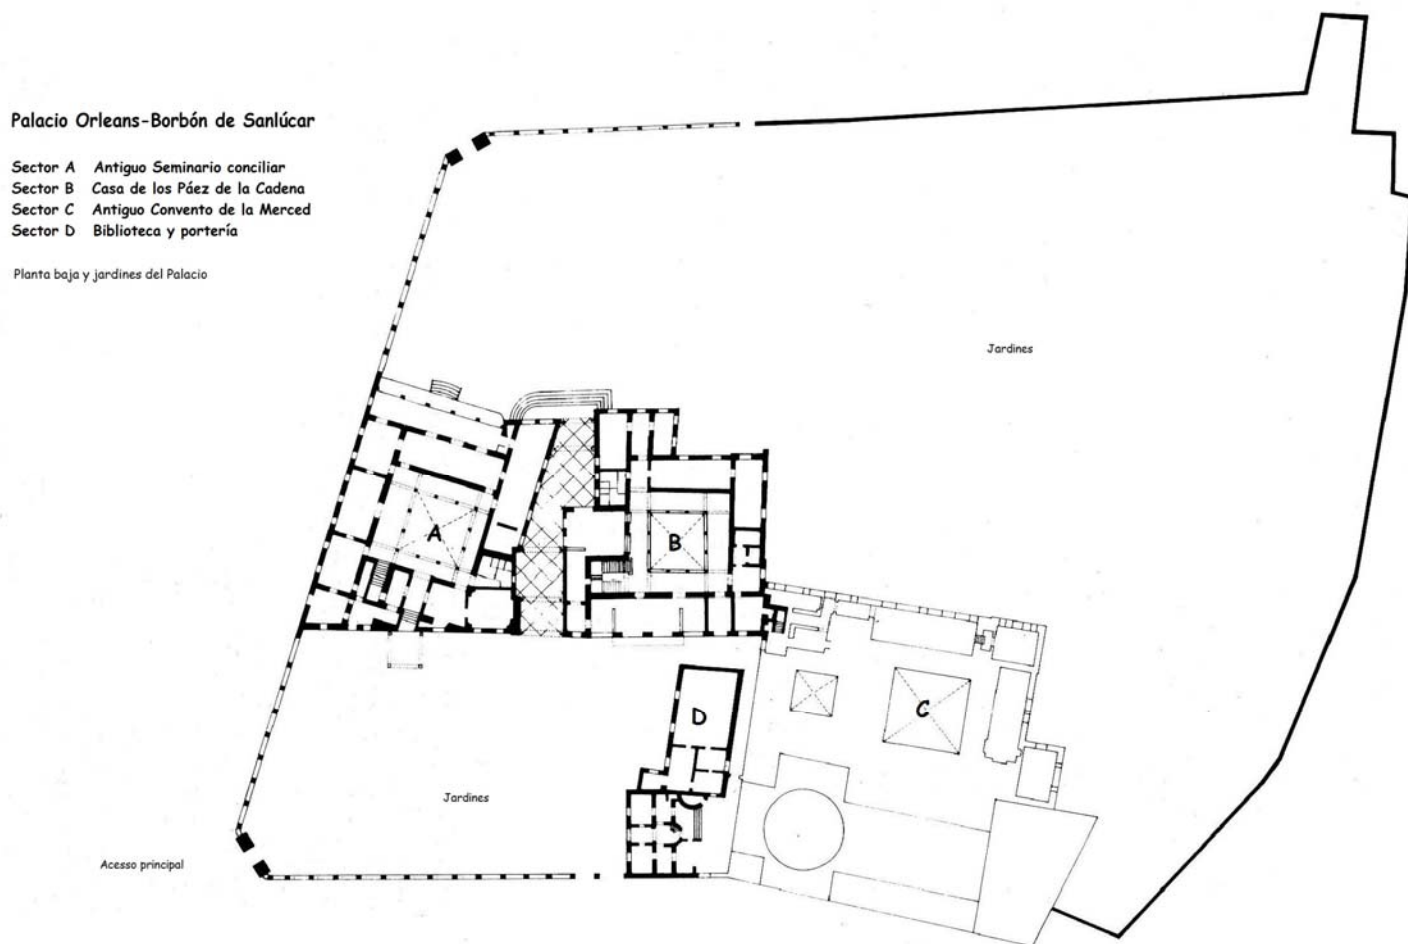 Palacio Orleans-Borbón de Sanlúcar
Sector A Antiguo Seminario conciliar
Sector B Casa de los Páez de la Cadena
Sector C Antiguo Convento de la Merced
Sector D Biblioteca y portería
Planta baja y jardines del Palacio
Jardines
A
B
C
D
Jardines
Acesso principal